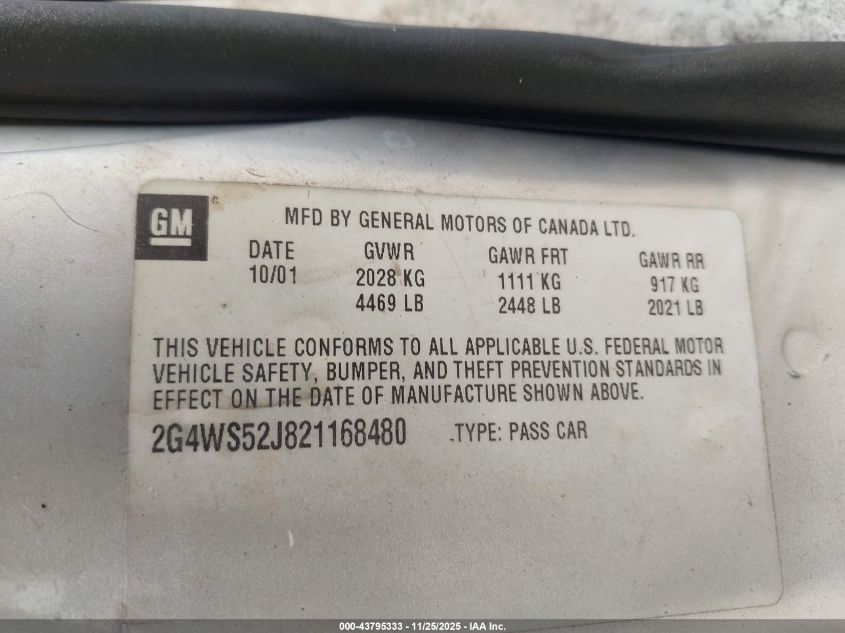 GM
MFD BY GENERAL MOTORS OF CANADA LTD.
DATE GVWR GAWR FRT GAWR RR
10/01 2028 KG 1111 KG 917 KG
4469 LB 2448 LB 2021 LB
THIS VEHICLE CONFORMS TO ALL APPLICABLE U.S. FEDERAL MOTOR
VEHICLE SAFETY, BUMPER, AND THEFT PREVENTION STANDARDS IN
EFFECT ON THE DATE OF MANUFACTURE SHOWN ABOVE.
2G4WS52J821168480 TYPE: PASS CAR
000-43795333 - 11/25/2025 - IAA Inc.